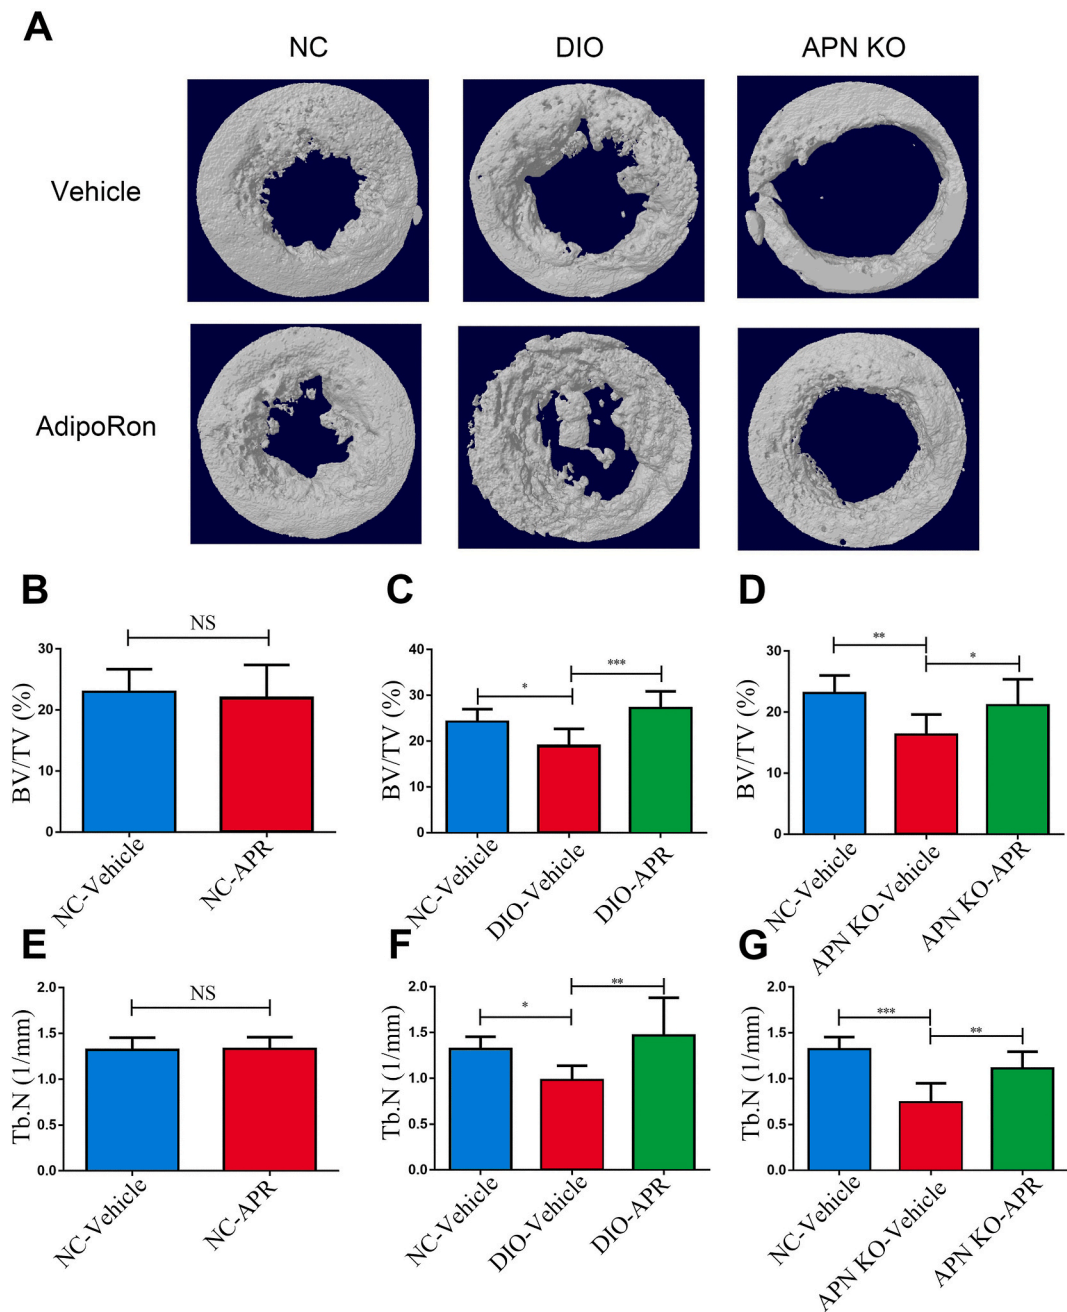 A
NC
DIO
APN KO
Vehicle
AdipoRon
B
C
D
NS
30
20
10
0
BV/TV (%)
NC-Vehicle
NC-APR
*
***
40
30
20
10
0
BV/TV (%)
NC-Vehicle
DIO-Vehicle
DIO-APR
**
*
30
20
10
0
BV/TV (%)
NC-Vehicle
APN KO-Vehicle
APN KO-APR
E
F
G
NS
2.0
1.5
1.0
0.5
0.0
Tb.N (1/mm)
NC-Vehicle
NC-APR
*
**
2.0
1.5
1.0
0.5
0.0
Tb.N (1/mm)
NC-Vehicle
DIO-Vehicle
DIO-APR
***
**
2.0
1.5
1.0
0.5
0.0
Tb.N (1/mm)
NC-Vehicle
APN KO-Vehicle
APN KO-APR